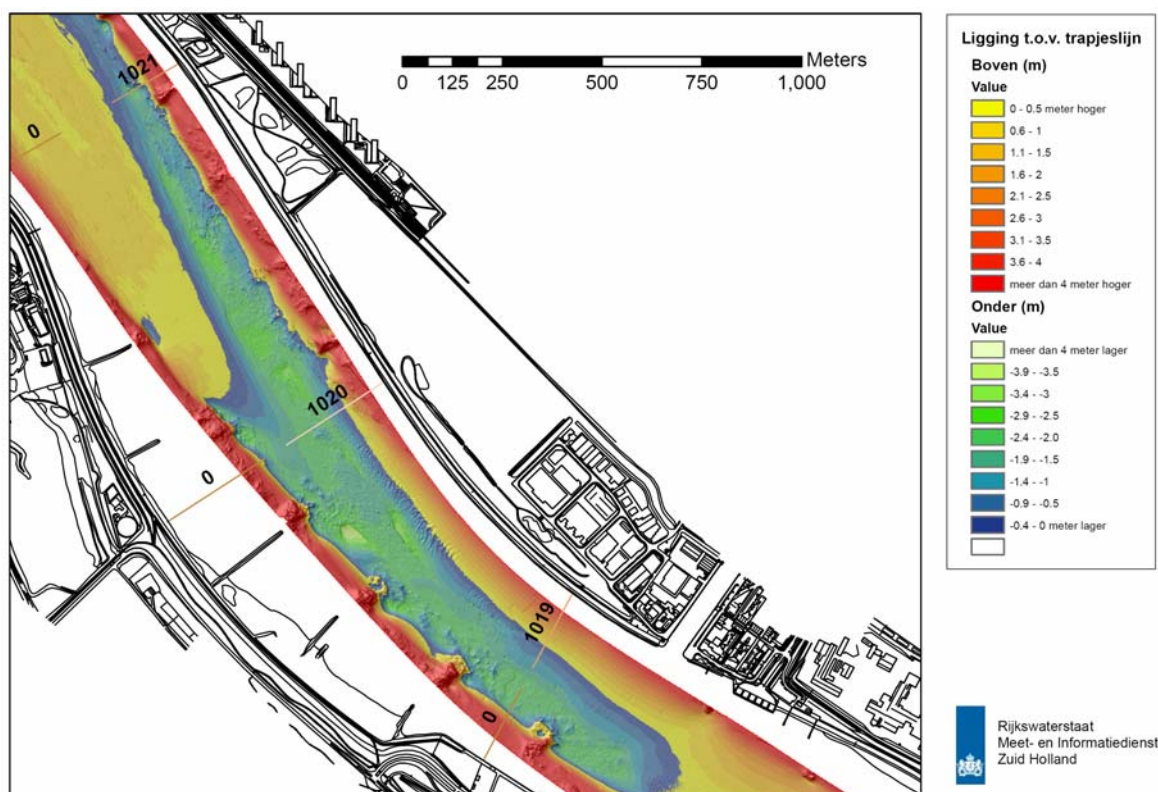 1021
0
1020
0
1019
0
Meters
0 125 250 500 750 1,000
Ligging t.o.v. trapjeslijn
Boven (m)
Value
0 - 0.5 meter hoger
0.6 - 1
1.1 - 1.5
1.6 - 2
2.1 - 2.5
2.6 - 3
3.1 - 3.5
3.6 - 4
meer dan 4 meter hoger
Onder (m)
Value
meer dan 4 meter lager
-3.9 - -3.5
-3.4 - -3
-2.9 - -2.5
-2.4 - -2.0
-1.9 - -1.5
-1.4 - -1
-0.9 - -0.5
-0.4 - 0 meter lager
Rijkswaterstaat
Meet- en Informatiedienst
Zuid Holland